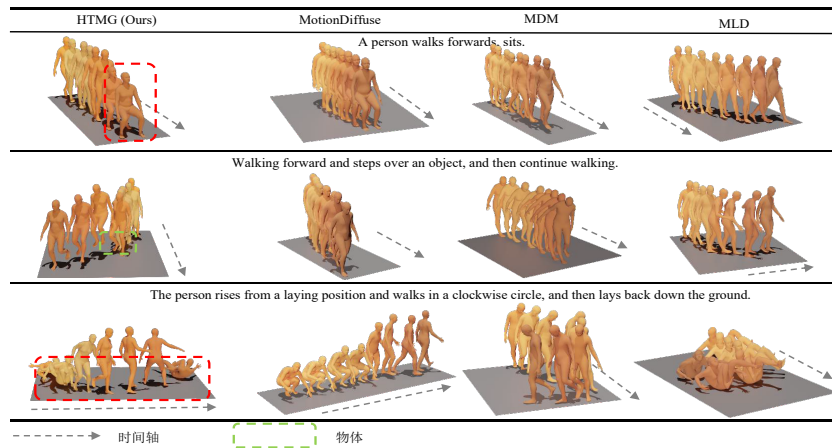 HTMG (Ours) MotionDiffuse MDM MLD
A person walks forwards, sits.
Walking forward and steps over an object, and then continue walking.
The person rises from a laying position and walks in a clockwise circle, and then lays back down the ground.
时间轴 物体